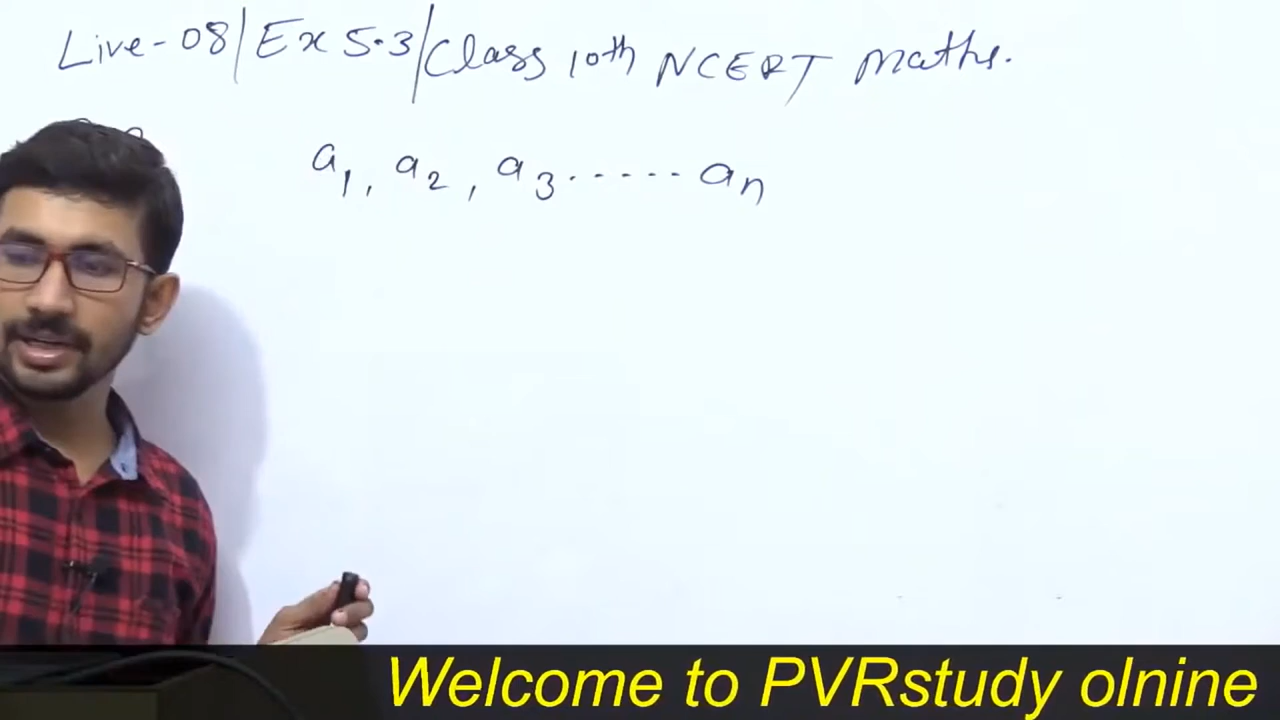 Live-08/Ex 5.3/Class 10th NCERT Maths.
a1, a2, a3...... an
Welcome to PVRstudy olnine